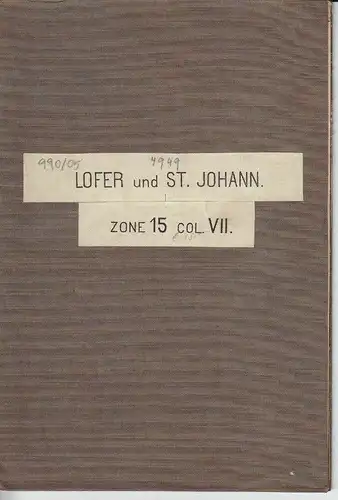 990/05 4949
LOFER und ST. JOHANN.
ZONE 15 COL. VII.